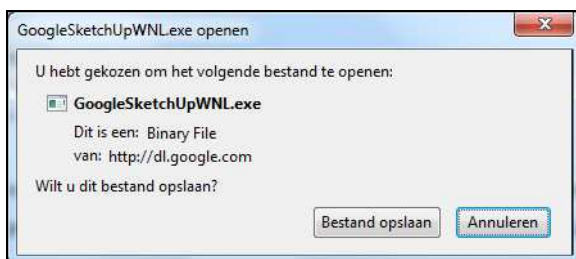 GoogleSketchUpWNL.exe openen
U hebt gekozen om het volgende bestand te openen:
GoogleSketchUpWNL.exe
Dit is een: Binary File
van: http://dl.google.com
Wilt u dit bestand opslaan?
Bestand opslaan Annuleren